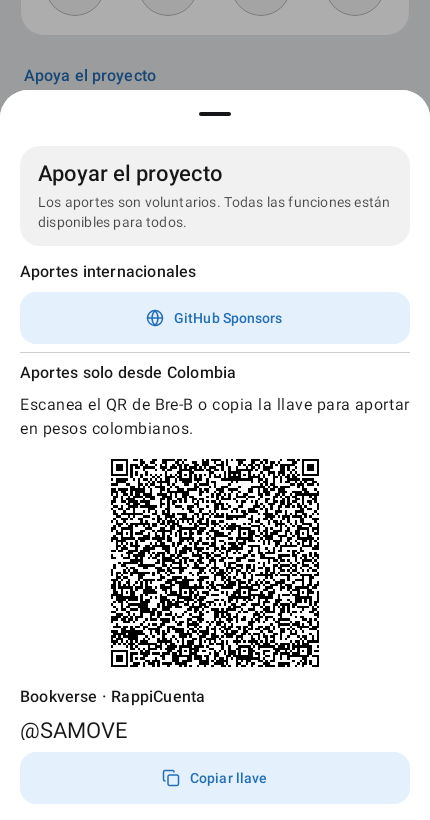 Apoya el proyecto
Apoyar el proyecto
Los aportes son voluntarios. Todas las funciones están
disponibles para todos.
Aportes internacionales
GitHub Sponsors
Aportes solo desde Colombia
Escanea el QR de Bre-B o copia la llave para aportar
en pesos colombianos.
Bookverse · RappiCuenta
@SAMOVE
Copiar llave